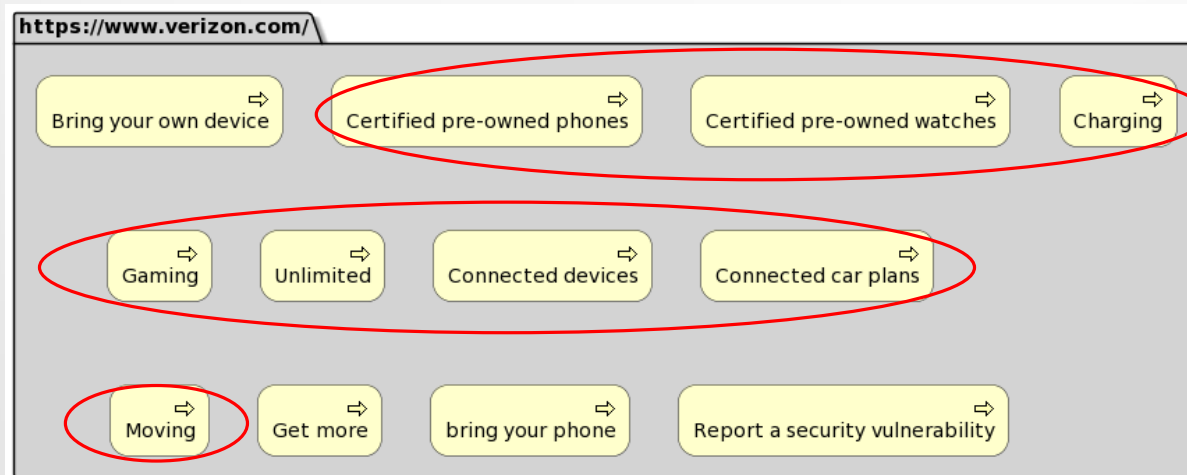 https://www.verizon.com/
Bring your own device
Certified pre-owned phones
Certified pre-owned watches
Charging
Gaming
Unlimited
Connected devices
Connected car plans
Moving
Get more
bring your phone
Report a security vulnerability